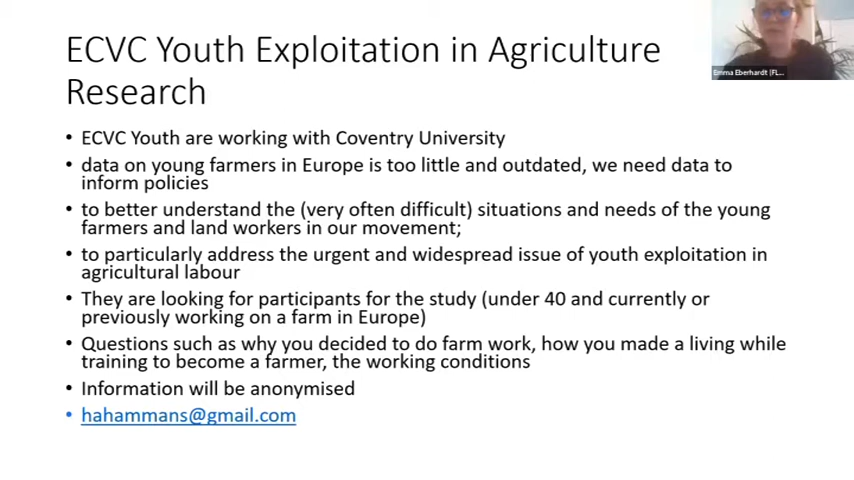 ECVC Youth Exploitation in Agriculture
Research
• ECVC Youth are working with Coventry University
• data on young farmers in Europe is too little and outdated, we need data to
inform policies
• to better understand the (very often difficult) situations and needs of the young
farmers and land workers in our movement;
• to particularly address the urgent and widespread issue of youth exploitation in
agricultural labour
• They are looking for participants for the study (under 40 and currently or
previously working on a farm in Europe)
• Questions such as why you decided to do farm work, how you made a living while
training to become a farmer, the working conditions
• Information will be anonymised
• hahammans@gmail.com
Emma Eberhardt (FL...